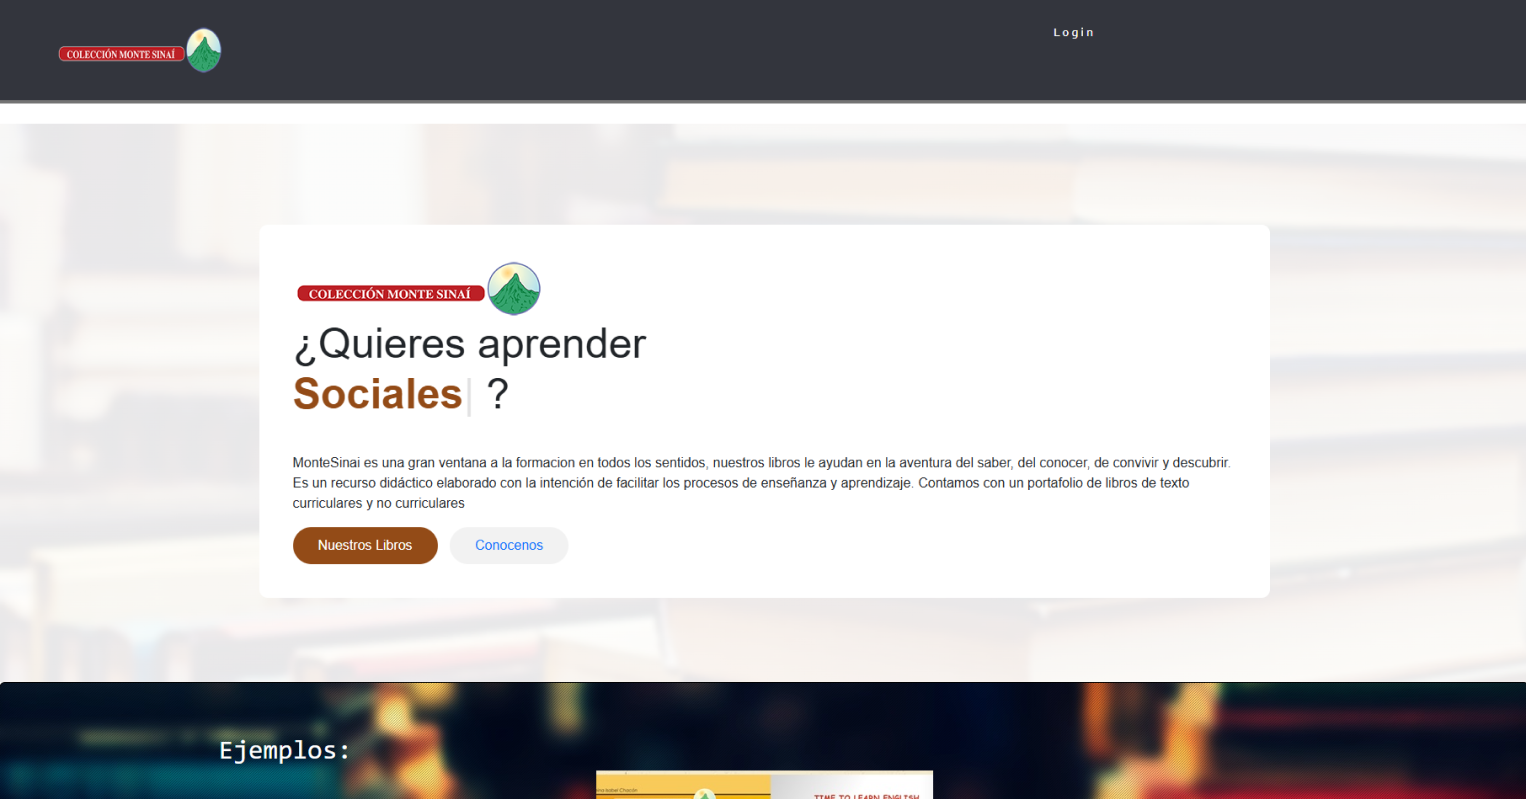 COLECCIÓN MONTE SINAÍ
Login
COLECCIÓN MONTE SINAÍ
¿Quieres aprender
Sociales| ?
MonteSinai es una gran ventana a la formacion en todos los sentidos, nuestros libros le ayudan en la aventura del saber, del conocer, de convivir y descubrir.
Es un recurso didáctico elaborado con la intención de facilitar los procesos de enseñanza y aprendizaje. Contamos con un portafolio de libros de texto
curriculares y no curriculares
Nuestros Libros
Conocenos
Ejemplos:
TIME TO LEARN ENGLISH